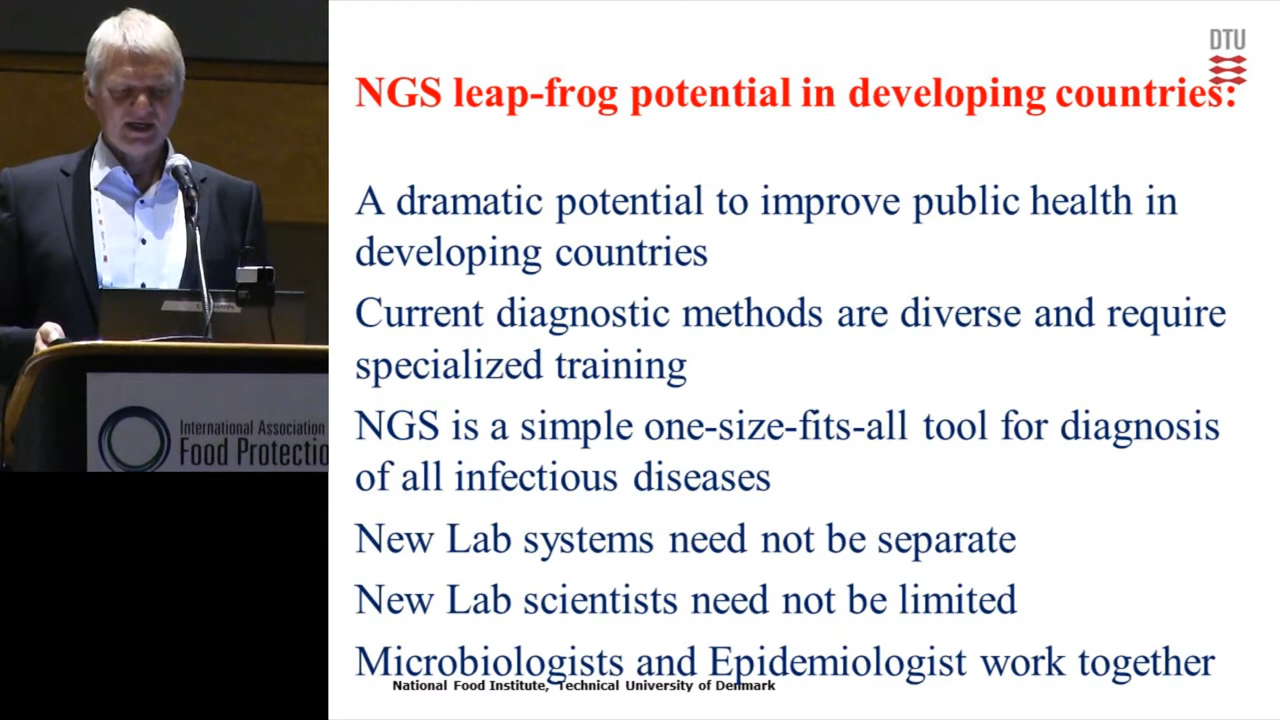 DTU
NGS leap-frog potential in developing countries:
A dramatic potential to improve public health in
developing countries
Current diagnostic methods are diverse and require
specialized training
NGS is a simple one-size-fits-all tool for diagnosis
of all infectious diseases
New Lab systems need not be separate
New Lab scientists need not be limited
Microbiologists and Epidemiologist work together
National Food Institute, Technical University of Denmark
International Association
Food Protectio